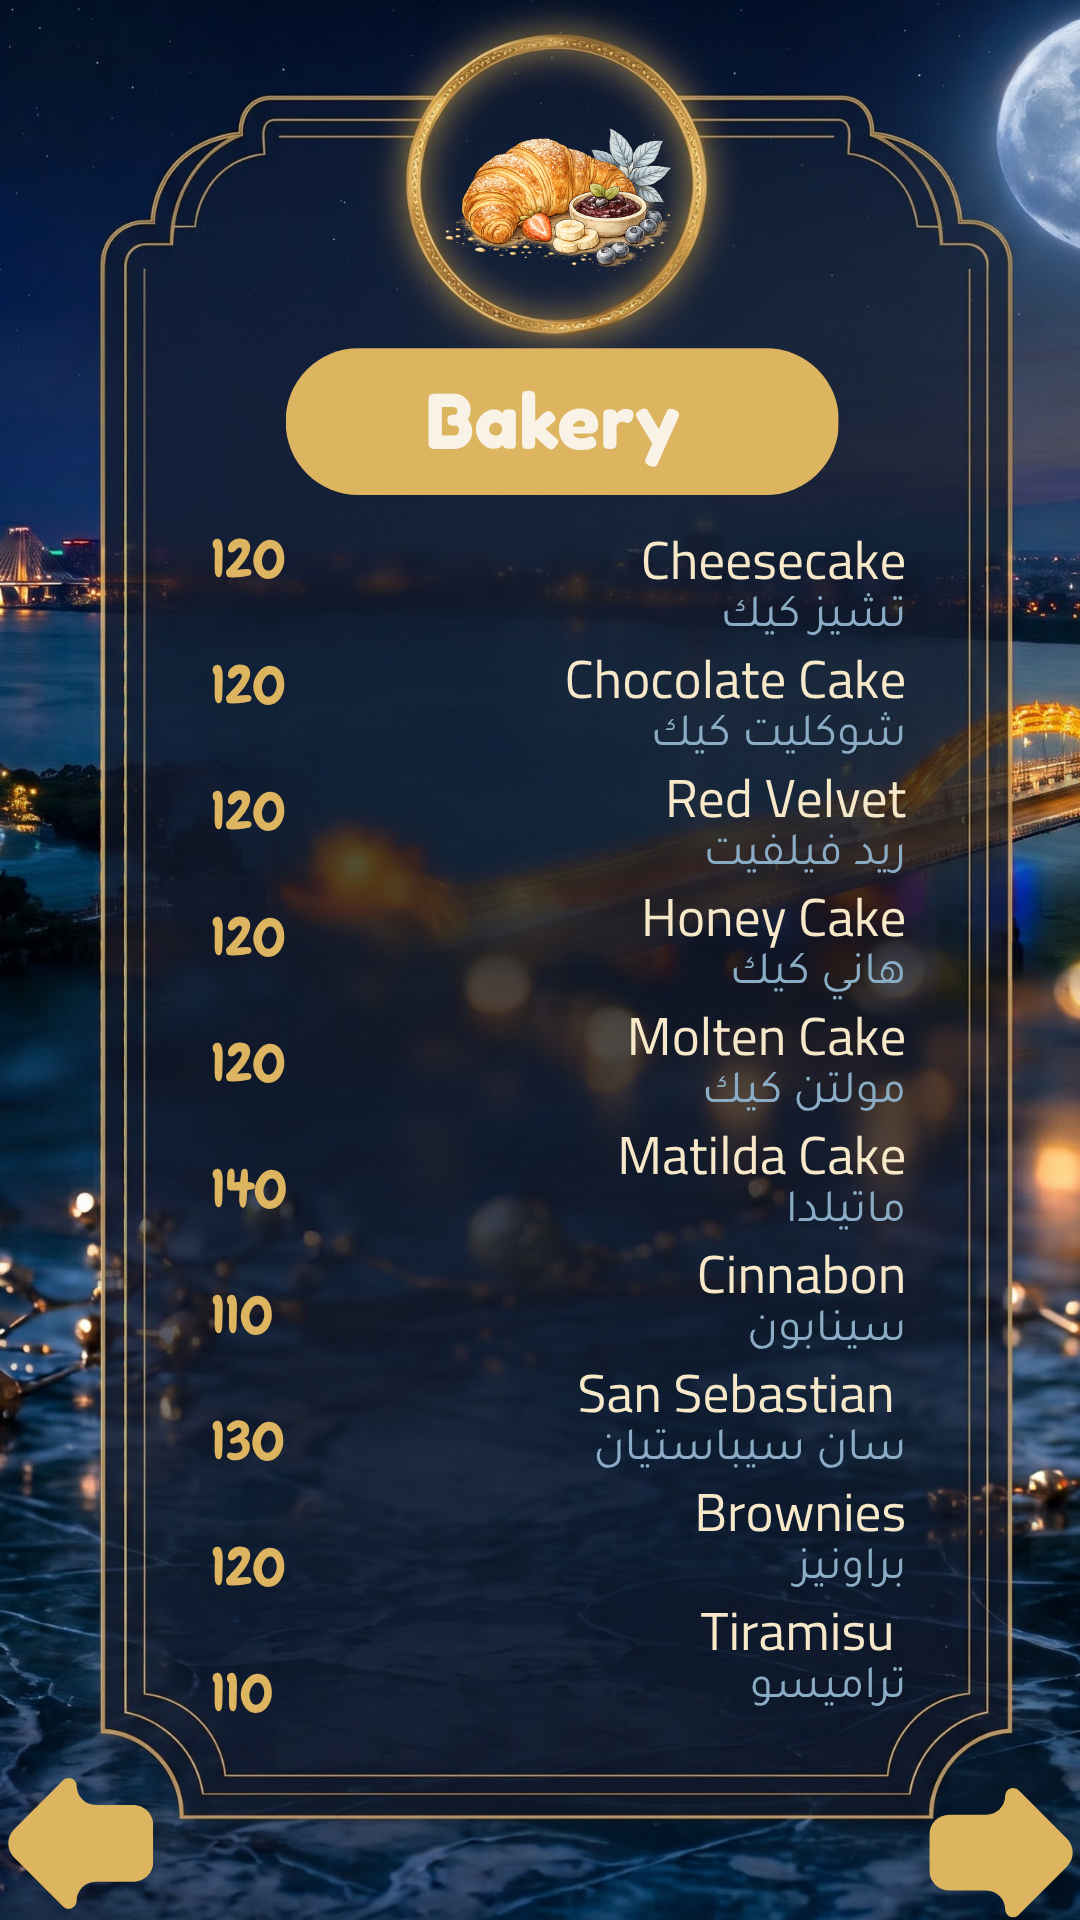 Bakery
120
Cheesecake
تشيز كيك
120
Chocolate Cake
شوكليت كيك
120
Red Velvet
ريد فيلفيت
120
Honey Cake
هاني كيك
120
Molten Cake
مولتن كيك
140
Matilda Cake
ماتيلدا
110
Cinnabon
سينابون
130
San Sebastian
سان سيباستيان
120
Brownies
براونيز
110
Tiramisu
تراميسو